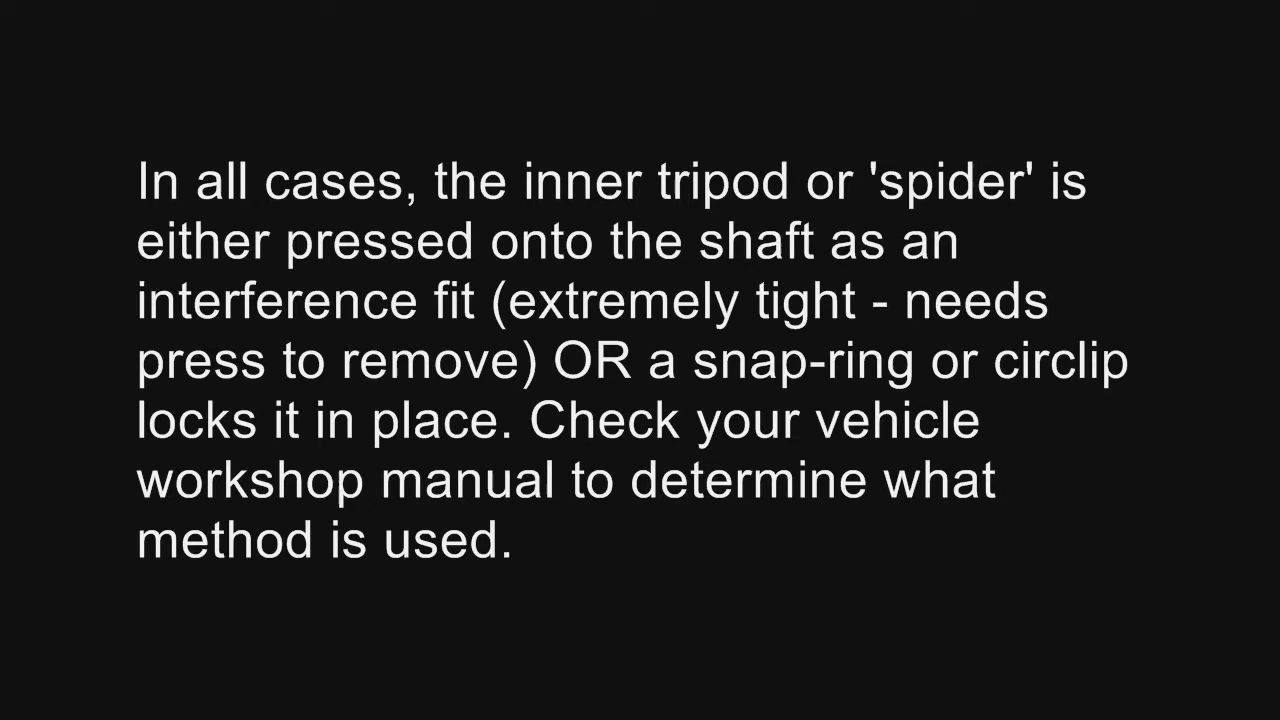 In all cases, the inner tripod or 'spider' is
either pressed onto the shaft as an
interference fit (extremely tight - needs
press to remove) OR a snap-ring or circlip
locks it in place. Check your vehicle
workshop manual to determine what
method is used.